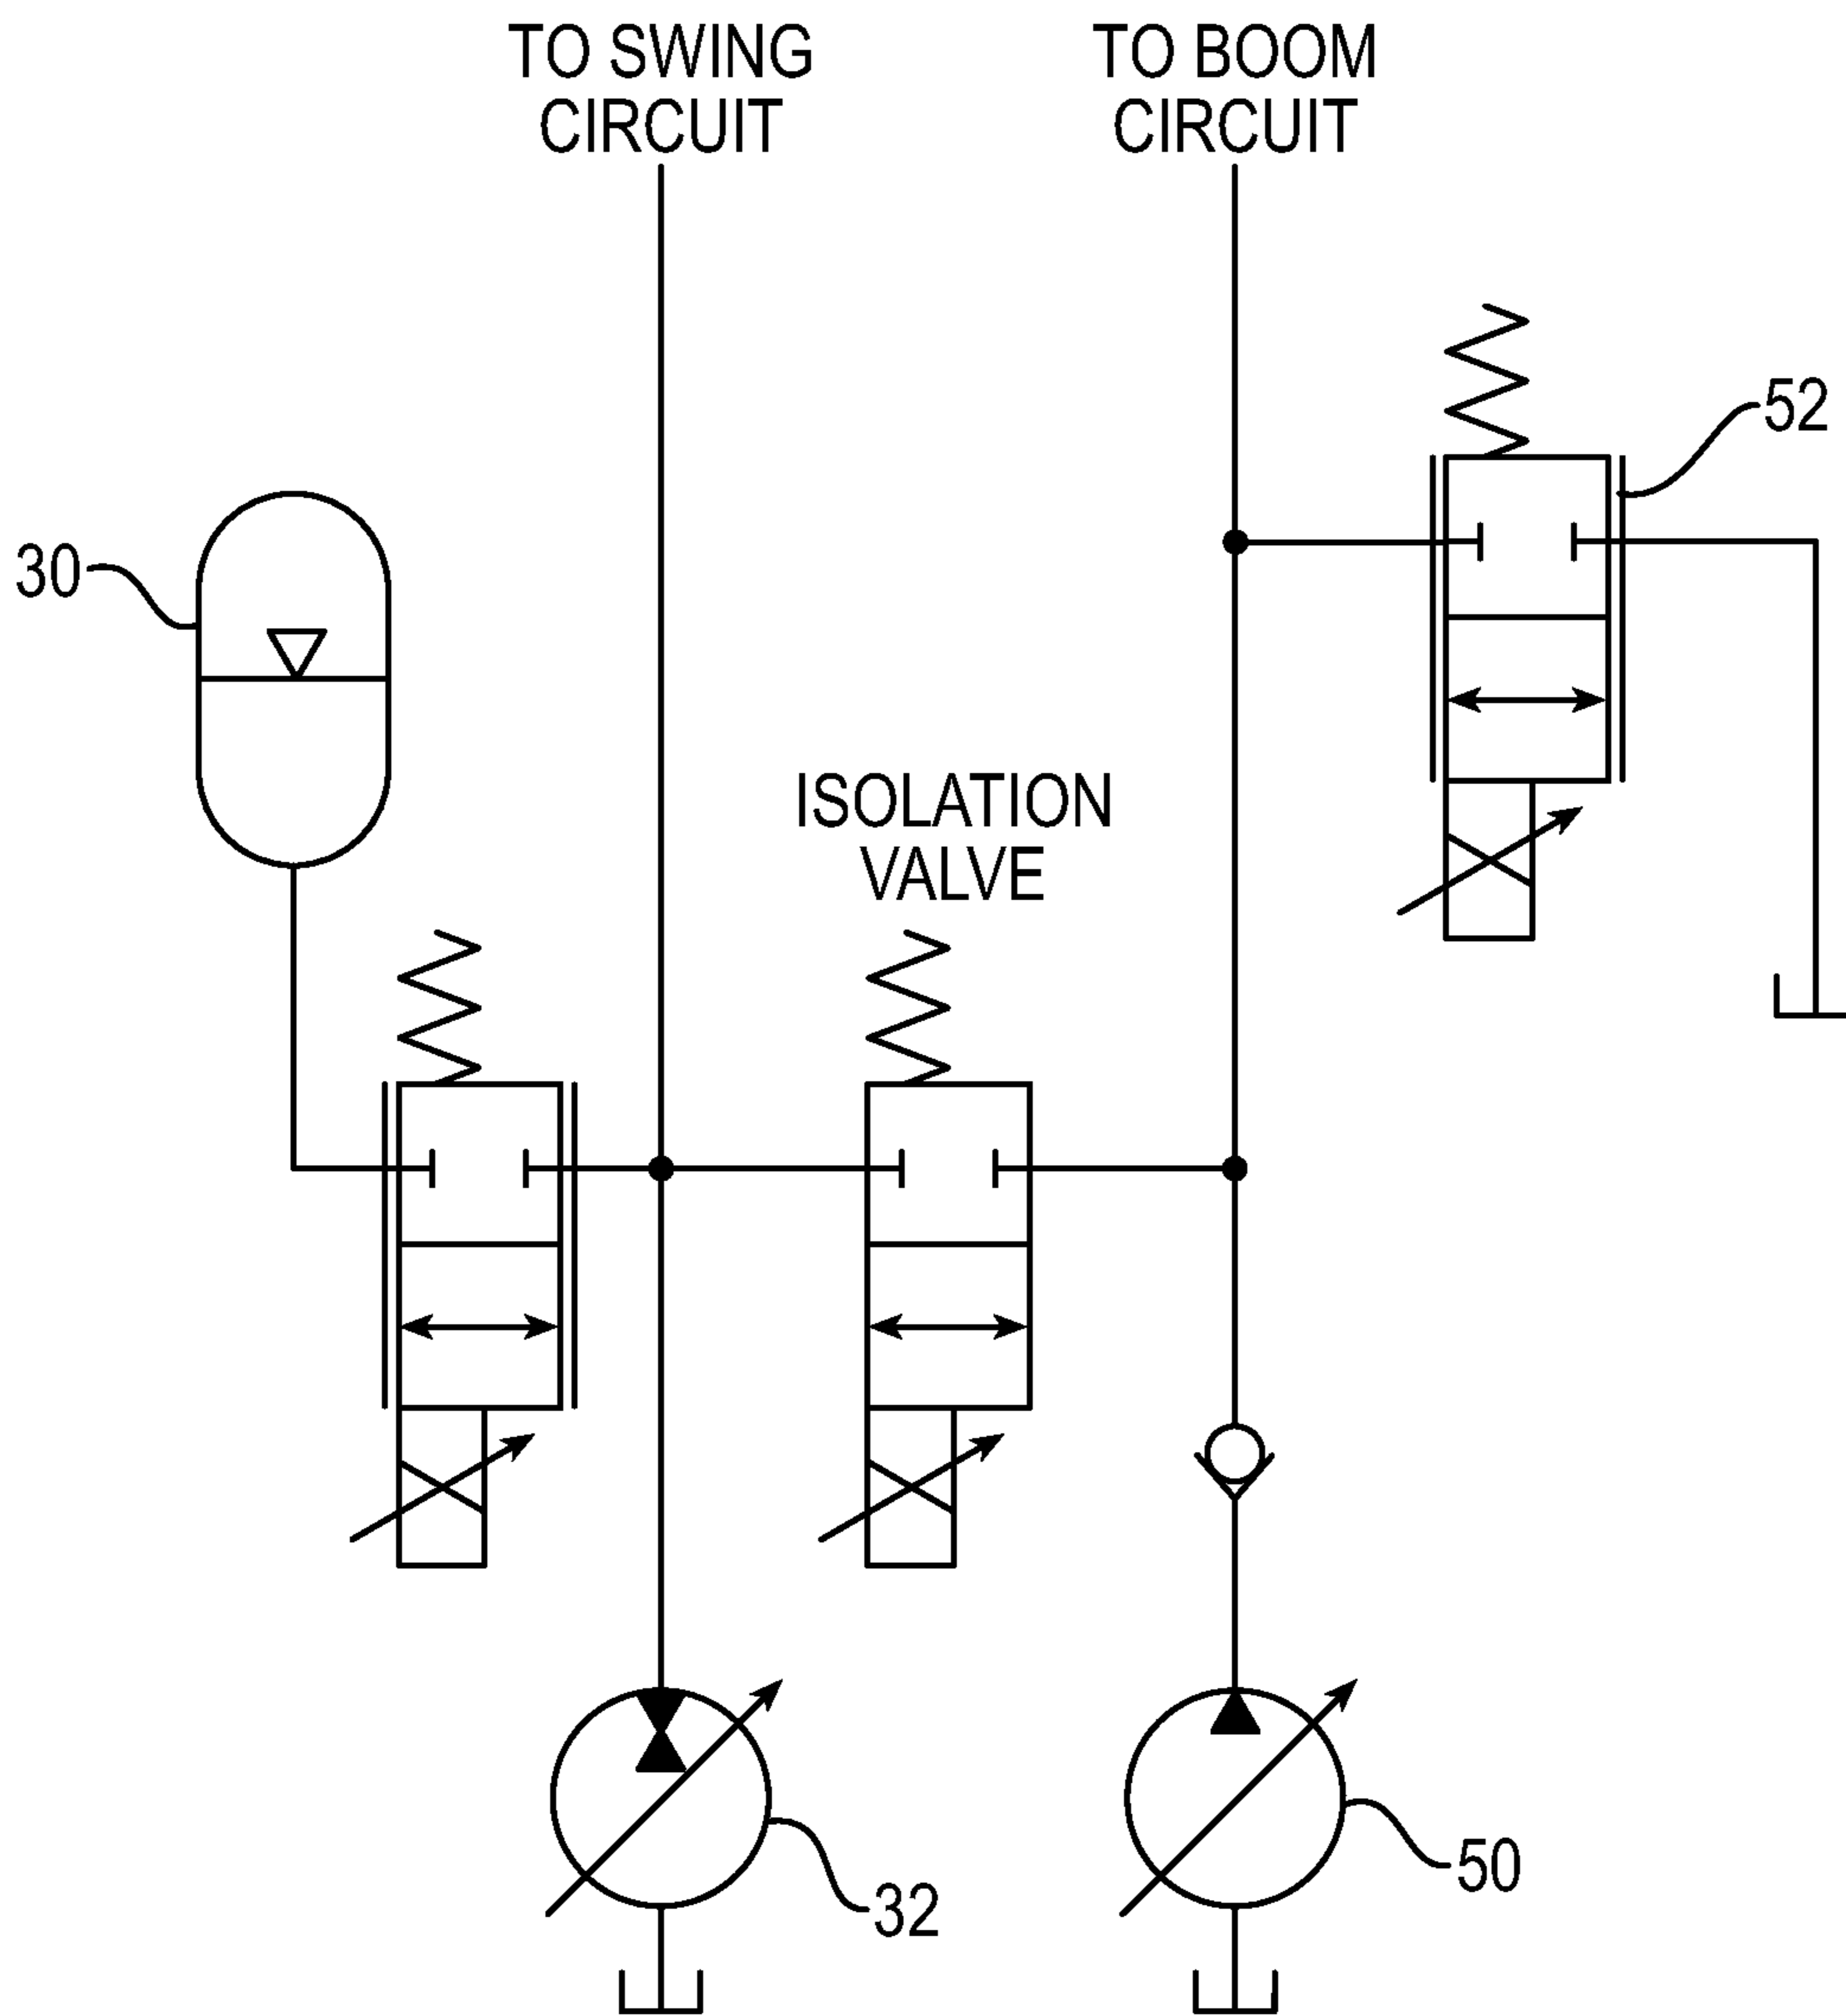 TO SWING
CIRCUIT
TO BOOM
CIRCUIT
52
30
ISOLATION
VALVE
50
32